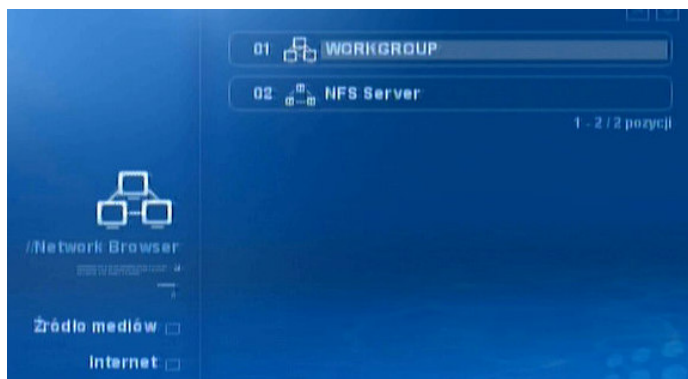 01 WORKGROUP
02 NFS Server
1 - 2 / 2 pozycji
//Network Browser
Źródło mediów
Internet